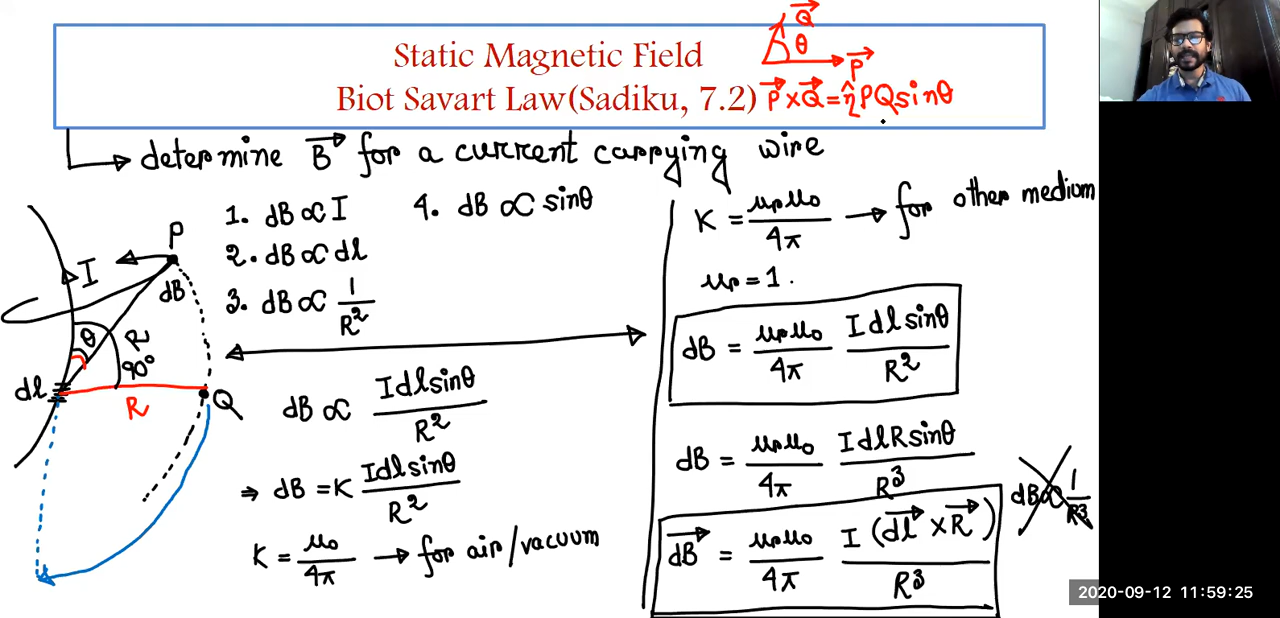 Static Magnetic Field
Biot Savart Law(Sadiku, 7.2)
Q⃗
θ
P⃗
P⃗ × Q⃗ = η̂ PQ sinθ
determine B⃗ for a current carrying wire
1. dB ∝ I
2. dB ∝ dl
3. dB ∝ 1/R²
4. dB ∝ sinθ
P
I
dB
θ
R
90°
dl
R
Q
dB ∝ Idlsinθ/R²
⇒ dB = K Idlsinθ/R²
K = μ₀/4π → for air/vacuum
K = μrμ₀/4π → for other medium
μr = 1.
dB = μrμ₀/4π Idlsinθ/R²
dB = μrμ₀/4π IdlRsinθ/R³
dB ∝ 1/R³
dB⃗ = μrμ₀/4π I(dl⃗ × R⃗)/R³
2020-09-12 11:59:25